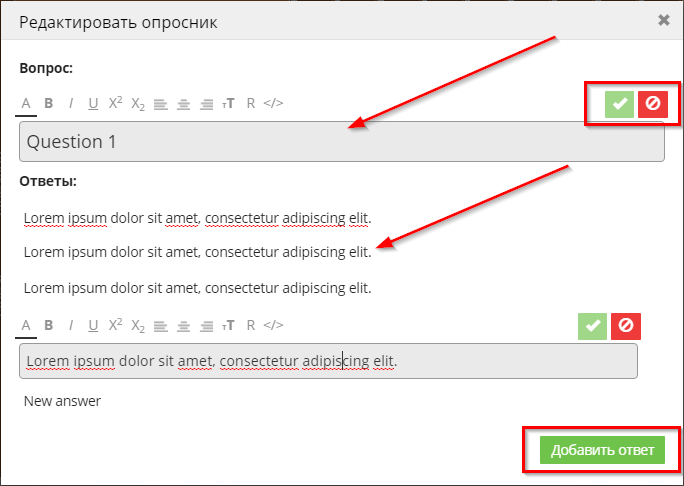 Редактировать опросник
Вопрос:
A B I U X² X₂ тT R </>
Question 1
Ответы:
Lorem ipsum dolor sit amet, consectetur adipiscing elit.
Lorem ipsum dolor sit amet, consectetur adipiscing elit.
Lorem ipsum dolor sit amet, consectetur adipiscing elit.
A B I U X² X₂ тT R </>
Lorem ipsum dolor sit amet, consectetur adipiscing elit.
New answer
Добавить ответ